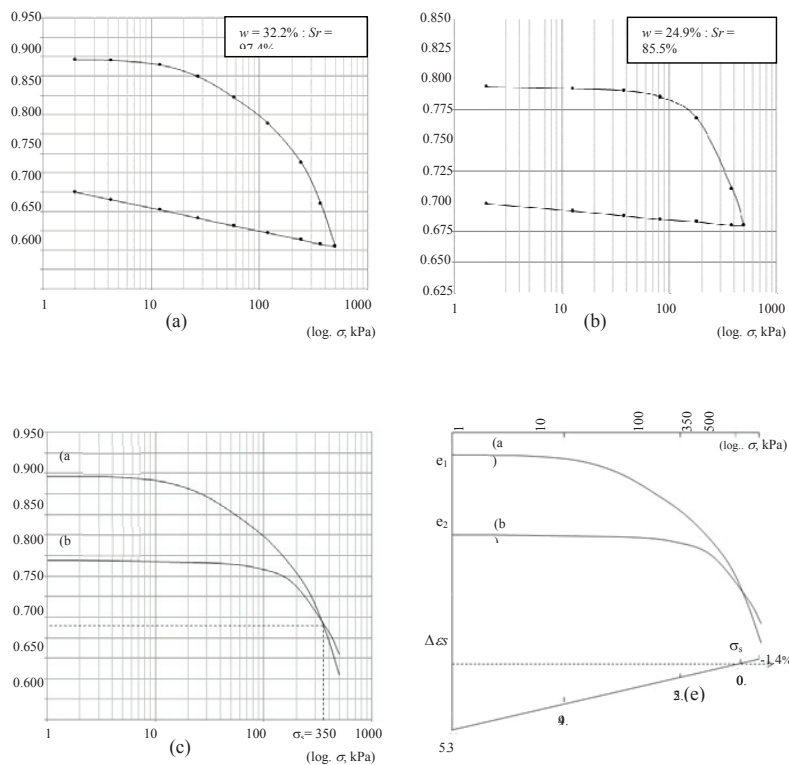 0.950
0.900
0.850
0.800
0.750
0.700
0.650
0.600
w = 32.2% : Sr =
97.4%
1 10 100 1000
(a)
(log. σ, kPa)
0.850
0.800
0.775
0.750
0.725
0.700
0.675
0.650
0.625
w = 24.9% : Sr =
85.5%
1 10 100 1000
(b)
(log. σ, kPa)
0.950
0.900
0.850
0.800
0.750
0.700
0.650
0.600
(a
(b
1 10 100 1000
σₛ= 350
(c)
(log. σ, kPa)
1 10 100 350 500
(log.. σ, kPa)
e₁
(a
)
e₂
(b
Δεs
σₛ
-1.4%
0.
(e)
53